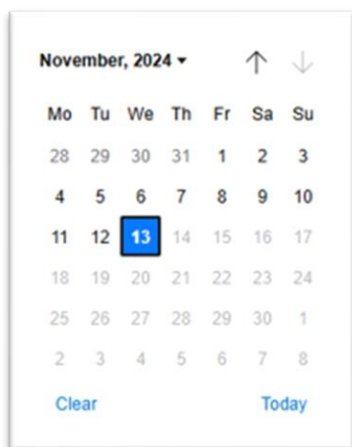 November, 2024
Mo Tu We Th Fr Sa Su
28 29 30 31 1 2 3
4 5 6 7 8 9 10
11 12 13 14 15 16 17
18 19 20 21 22 23 24
25 26 27 28 29 30 1
2 3 4 5 6 7 8
Clear Today